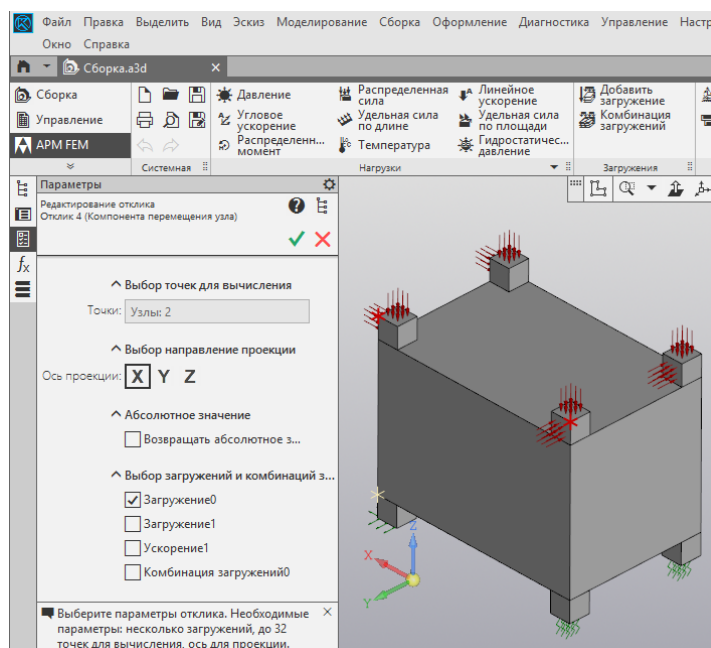 Файл Правка Выделить Вид Эскиз Моделирование Сборка Оформление Диагностика Управление Настр
Окно Справка
Сборка.a3d ×
Сборка
Управление
APM FEM
Системная
Давление
Угловое ускорение
Распределенн... момент
Распределенная сила
Удельная сила по длине
Температура
Линейное ускорение
Удельная сила по площади
Гидростатичес... давление
Нагрузки
Добавить загружение
Комбинация загружений
Загружения
Параметры
Редактирование отклика
Отклик 4 (Компонента перемещения узла)
Выбор точек для вычисления
Точки: Узлы: 2
Выбор направление проекции
Ось проекции: X Y Z
Абсолютное значение
Возвращать абсолютное з...
Выбор загружений и комбинаций з...
Загружение0
Загружение1
Ускорение1
Комбинация загружений0
Выберите параметры отклика. Необходимые
параметры: несколько загружений, до 32
точек для вычисления, ось для проекции.
Z
X
Y